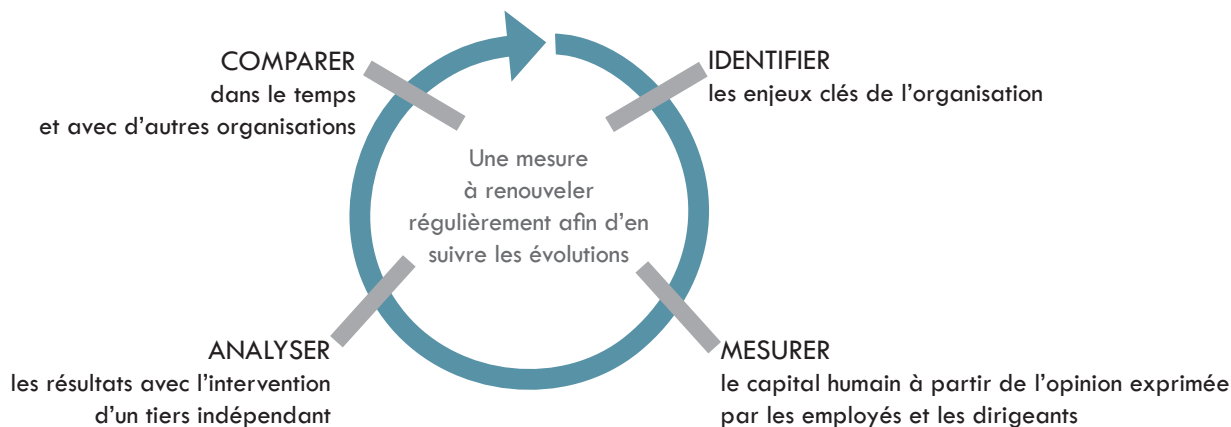 COMPARER
dans le temps
et avec d'autres organisations
IDENTIFIER
les enjeux clés de l'organisation
Une mesure
à renouveler
régulièrement afin d'en
suivre les évolutions
ANALYSER
les résultats avec l'intervention
d'un tiers indépendant
MESURER
le capital humain à partir de l'opinion exprimée
par les employés et les dirigeants